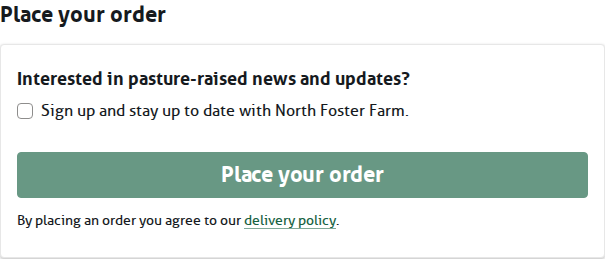 Place your order
Interested in pasture-raised news and updates?
Sign up and stay up to date with North Foster Farm.
Place your order
By placing an order you agree to our delivery policy.